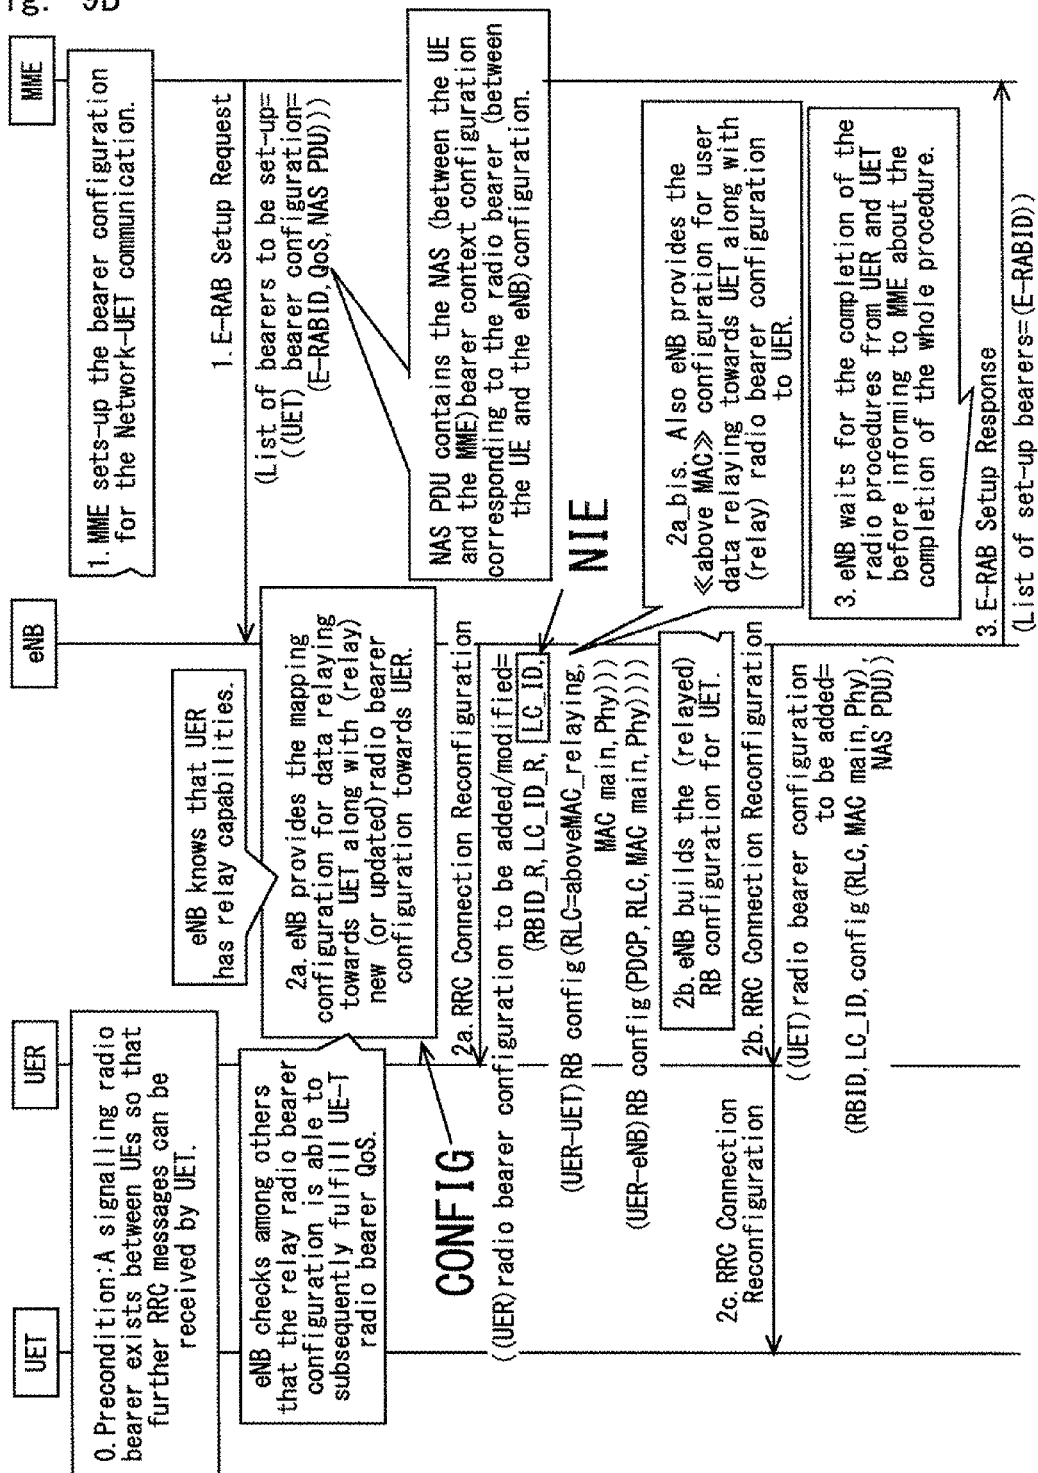 rg. 9B
UET
UER
eNB
MME
0. Precondition:A signalling radio
bearer exists between UEs so that
further RRC messages can be
received by UET.
eNB knows that UER
has relay capabilities.
1. MME sets-up the bearer configuration
for the Network-UET communication.
1. E-RAB Setup Request
(List of bearers to be set-up=
((UET) bearer configuration=
(E-RABID, QoS, NAS PDU)))
eNB checks among others
that the relay radio bearer
configuration is able to
subsequently fulfill UE-T
radio bearer QoS.
2a. eNB provides the mapping
configuration for data relaying
towards UET along with (relay)
new (or updated)radio bearer
configuration towards UER.
NAS PDU contains the NAS (between the UE
and the MME)bearer context configuration
corresponding to the radio bearer (between
the UE and the eNB)configuration.
CONFIG
2a. RRC Connection Reconfiguration
((UER)radio bearer configuration to be added/modified=
(RBID_R, LC_ID_R, LC_ID,
NIE
(UER-UET)RB config(RLC=aboveMAC_relaying,
MAC main, Phy)))
(UER-eNB)RB config(PDCP, RLC, MAC main, Phy))))
2a_bis. Also eNB provides the
≪above MAC≫ configuration for user
data relaying towards UET along with
(relay) radio bearer configuration
to UER.
2b. eNB builds the (relayed)
RB configuration for UET.
2b. RRC Connection Reconfiguration
((UET)radio bearer configuration
to be added=
(RBID, LC_ID, config(RLC, MAC main, Phy),
NAS PDU))
2c. RRC Connection
Reconfiguration
3. eNB waits for the completion of the
radio procedures from UER and UET
before informing to MME about the
completion of the whole procedure.
3. E-RAB Setup Response
(List of set-up bearers=(E-RABID))